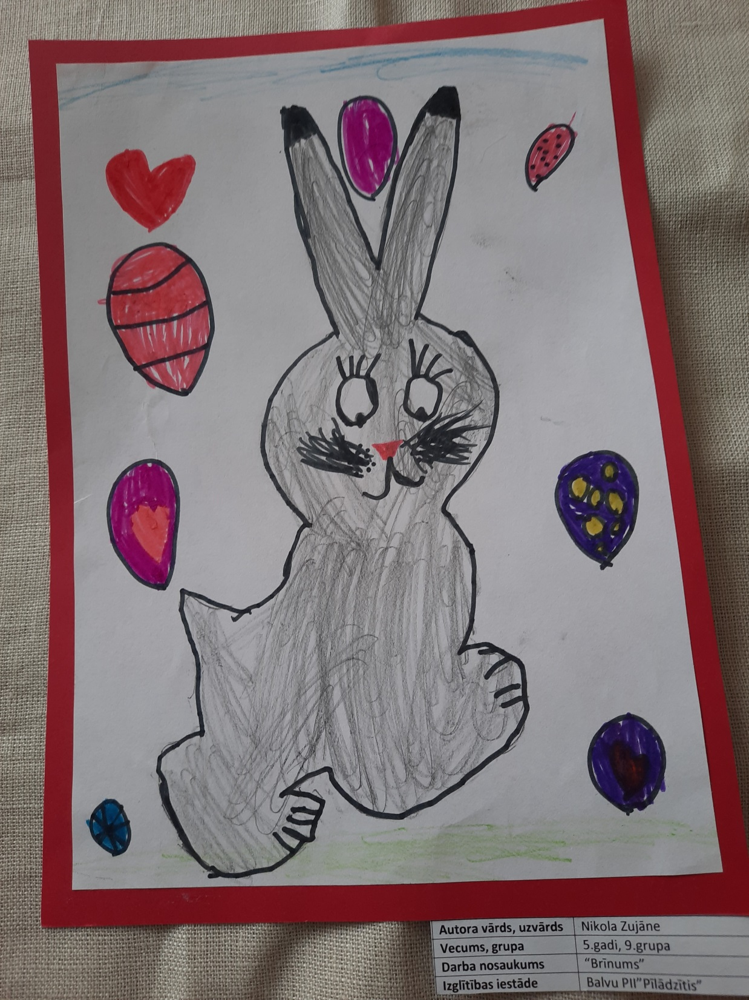 Autora vārds, uzvārds Nikola Zujāne
Vecums, grupa 5.gadi, 9.grupa
Darba nosaukums “Brīnums”
Izglītības iestāde Balvu PII”Pīlādzītis”